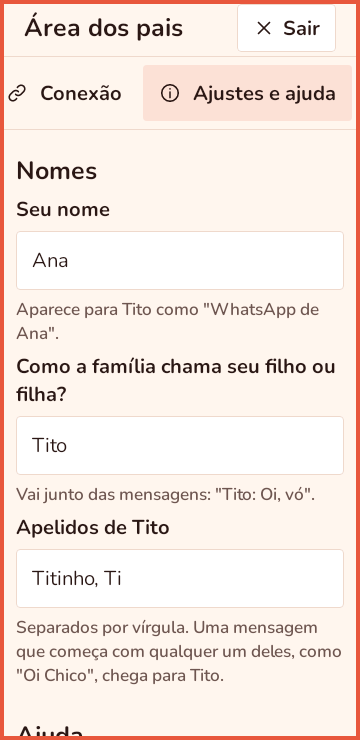 Área dos pais
Sair
Conexão
Ajustes e ajuda
Nomes
Seu nome
Ana
Aparece para Tito como "WhatsApp de
Ana".
Como a família chama seu filho ou
filha?
Tito
Vai junto das mensagens: "Tito: Oi, vó".
Apelidos de Tito
Titinho, Ti
Separados por vírgula. Uma mensagem
que começa com qualquer um deles, como
"Oi Chico", chega para Tito.
Ajuda